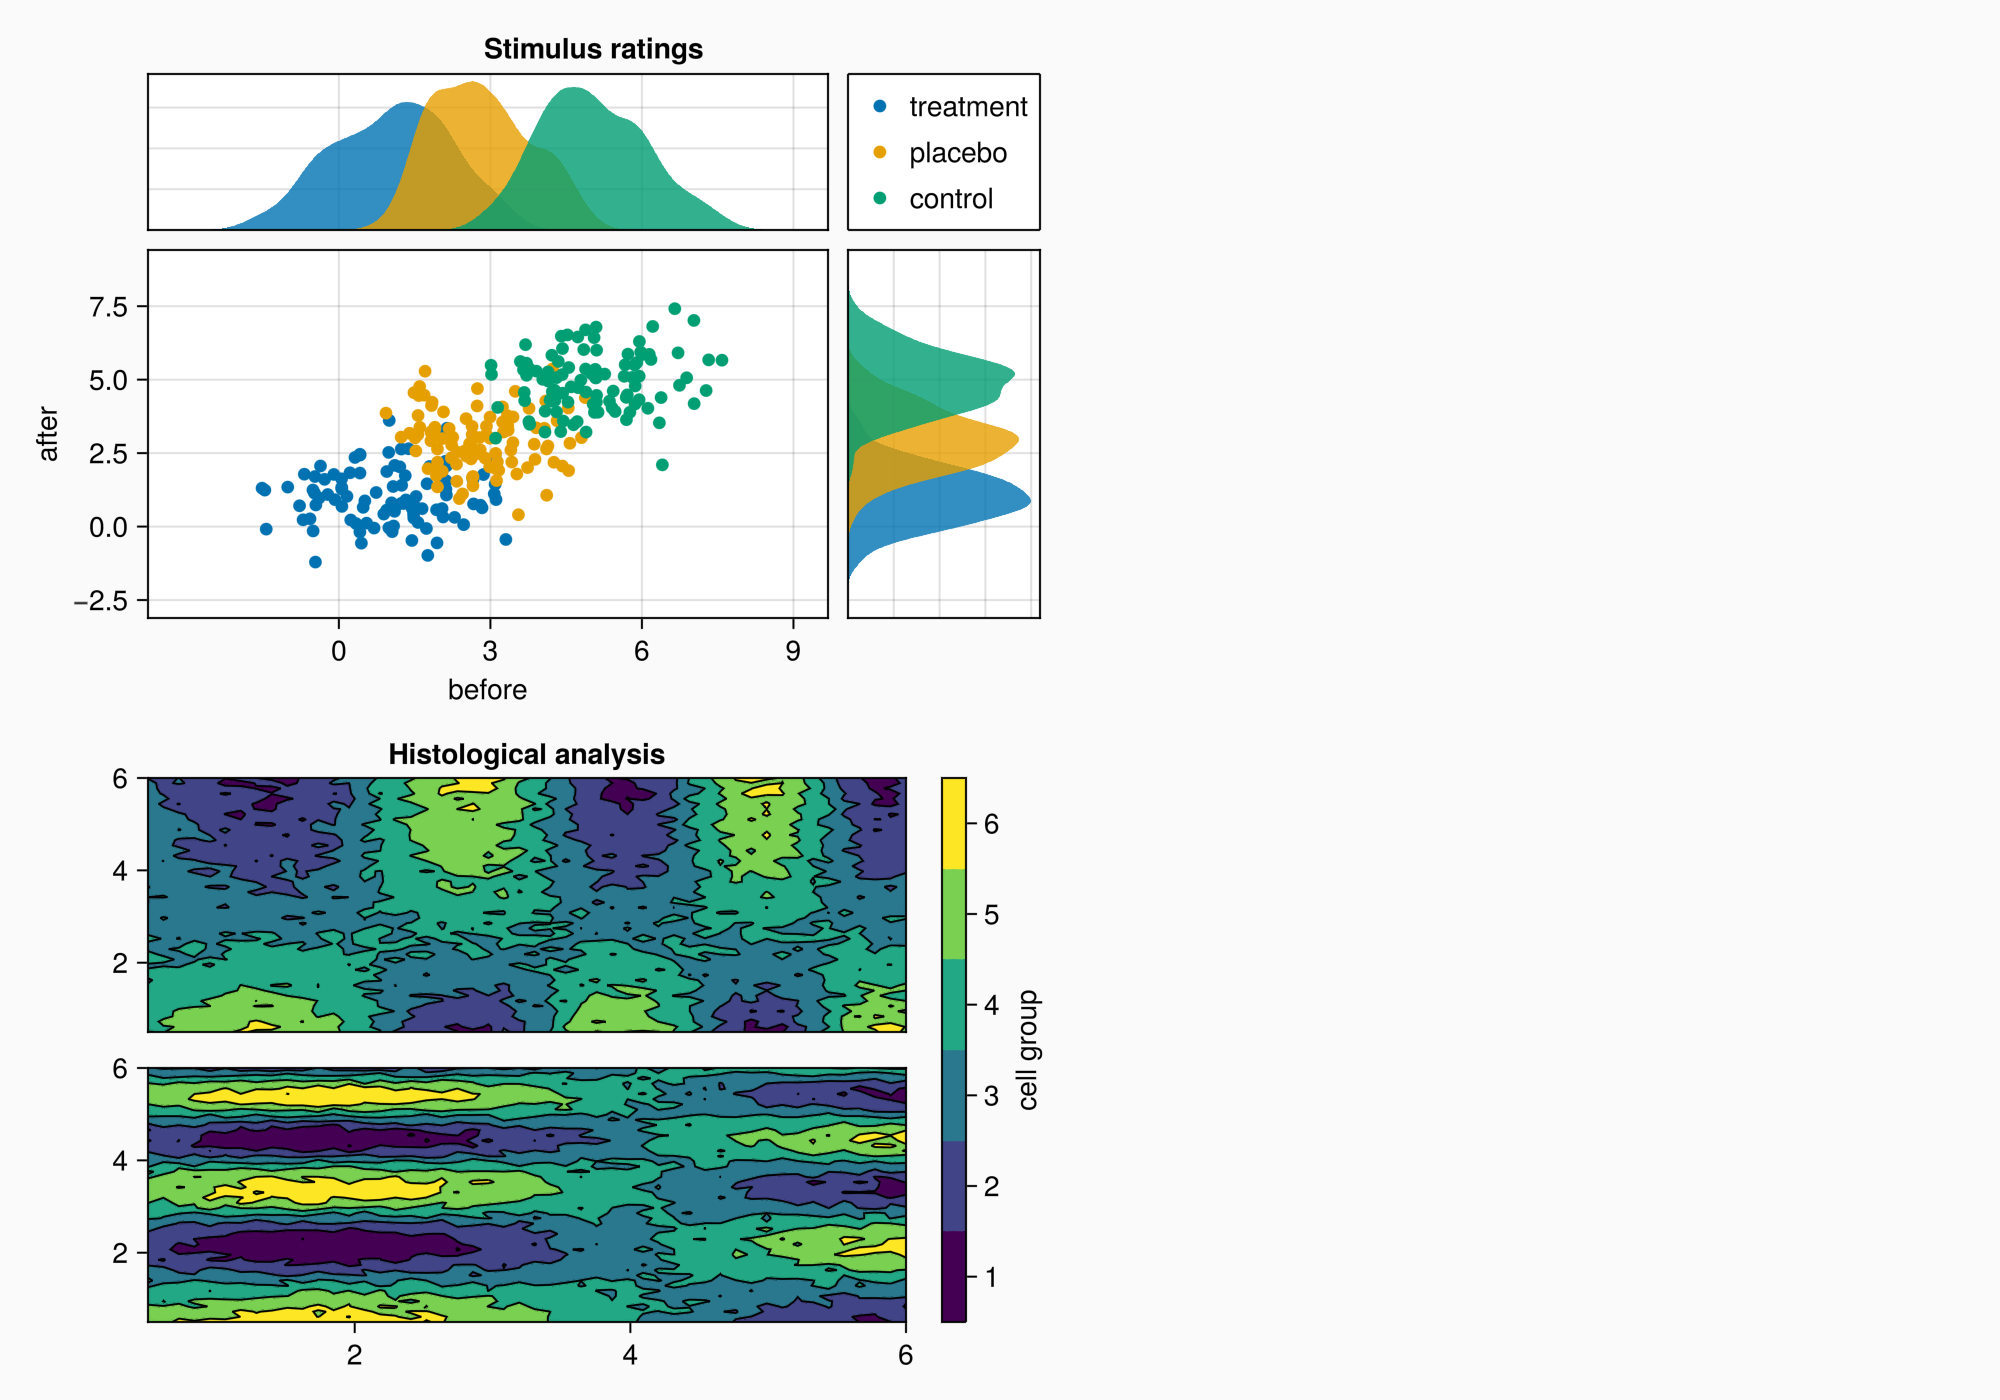 Stimulus ratings
treatment
placebo
control
7.5
5.0
2.5
0.0
−2.5
after
0 3 6 9
before
Histological analysis
6
4
2
6
4
2
2 4 6
6
5
4
3
2
1
cell group